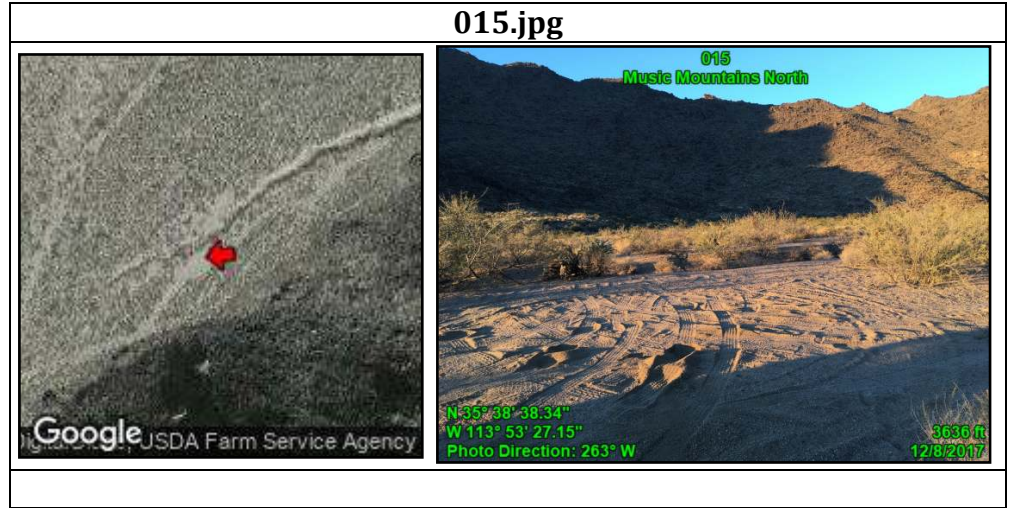 015.jpg
015
Music Mountains North
Google USDA Farm Service Agency
N 35° 38' 38.34"
W 113° 53' 27.15"
Photo Direction: 263° W
3636 ft
12/8/2017